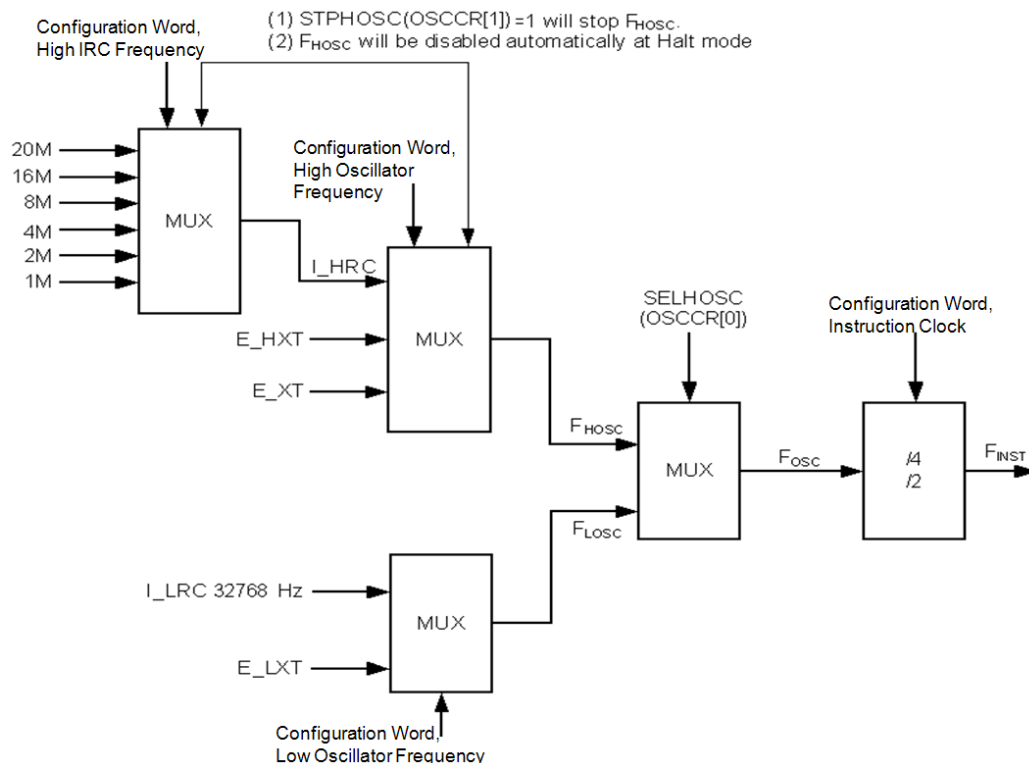 (1) STPHOSC(OSCCR[1])=1 will stop FHOSC.
(2) FHOSC will be disabled automatically at Halt mode
Configuration Word,
High IRC Frequency
20M
16M
8M
4M
2M
1M
MUX
Configuration Word,
High Oscillator
Frequency
I_HRC
E_HXT
E_XT
MUX
SELHOSC
(OSCCR[0])
Configuration Word,
Instruction Clock
FHOSC
FLOSC
MUX
FOSC
/4
/2
FINST
I_LRC 32768 Hz
E_LXT
MUX
Configuration Word,
Low Oscillator Frequency